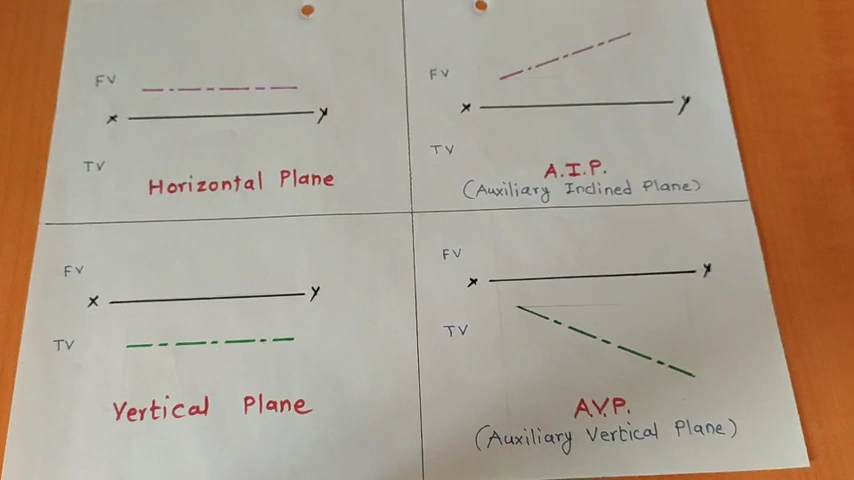 FV
x y
TV
Horizontal Plane
FV
x y
TV
A.I.P.
(Auxiliary Inclined Plane)
FV
x y
TV
Vertical Plane
FV
x y
TV
A.V.P.
(Auxiliary Vertical Plane)